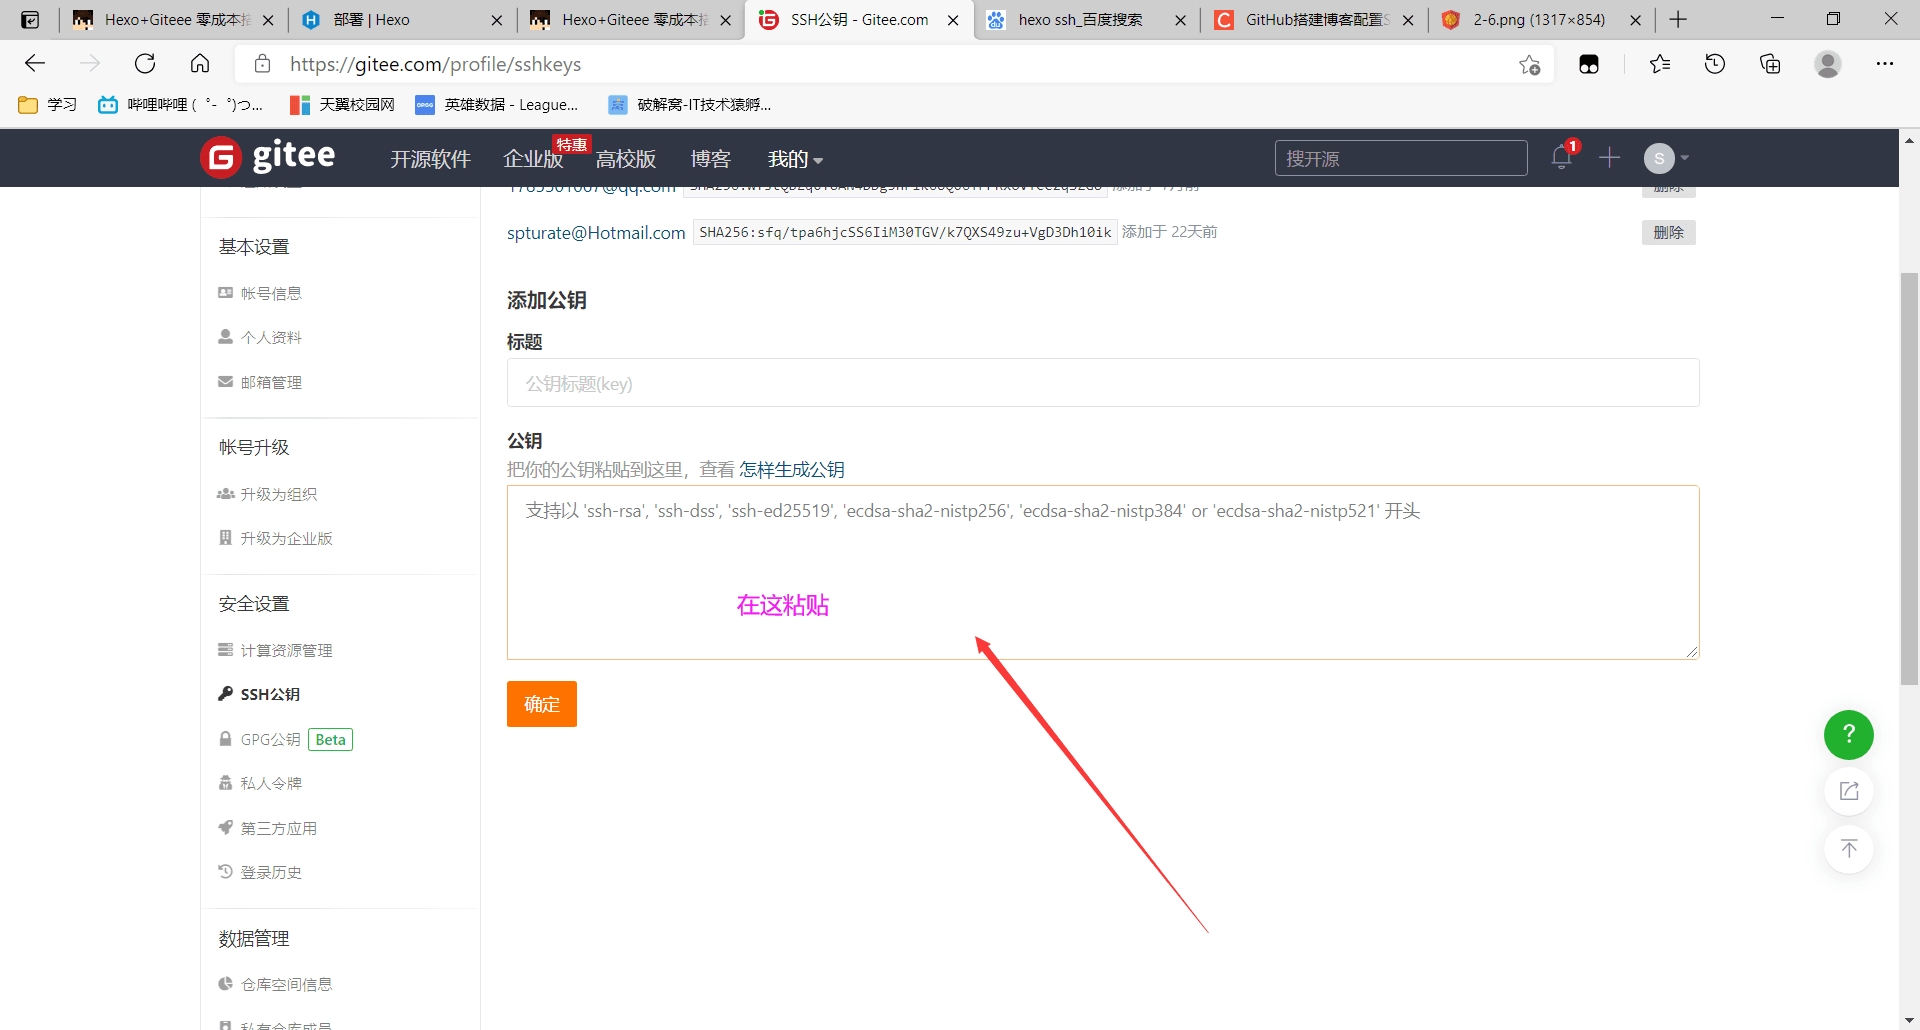 Hexo+Giteee 零成本搭
部署 | Hexo
Hexo+Giteee 零成本搭
SSH公钥 - Gitee.com
hexo ssh_百度搜索
GitHub搭建博客配置S
2-6.png (1317×854)
https://gitee.com/profile/sshkeys
学习
哔哩哔哩 ( ゜- ゜)つ...
天翼校园网
英雄数据 - League...
破解窝-IT技术猿孵...
gitee
开源软件
企业版
特惠
高校版
博客
我的
搜开源
1
S
添加于
删除
spturate@Hotmail.com
SHA256:sfq/tpa6hjcSS6IiM30TGV/k7QXS49zu+VgD3Dh10ik
添加于 22天前
删除
基本设置
帐号信息
个人资料
邮箱管理
帐号升级
升级为组织
升级为企业版
安全设置
计算资源管理
SSH公钥
GPG公钥 Beta
私人令牌
第三方应用
登录历史
数据管理
仓库空间信息
私有仓库成员
添加公钥
标题
公钥标题(key)
公钥
把你的公钥粘贴到这里，查看 怎样生成公钥
支持以 'ssh-rsa', 'ssh-dss', 'ssh-ed25519', 'ecdsa-sha2-nistp256', 'ecdsa-sha2-nistp384' or 'ecdsa-sha2-nistp521' 开头
在这粘贴
确定
?